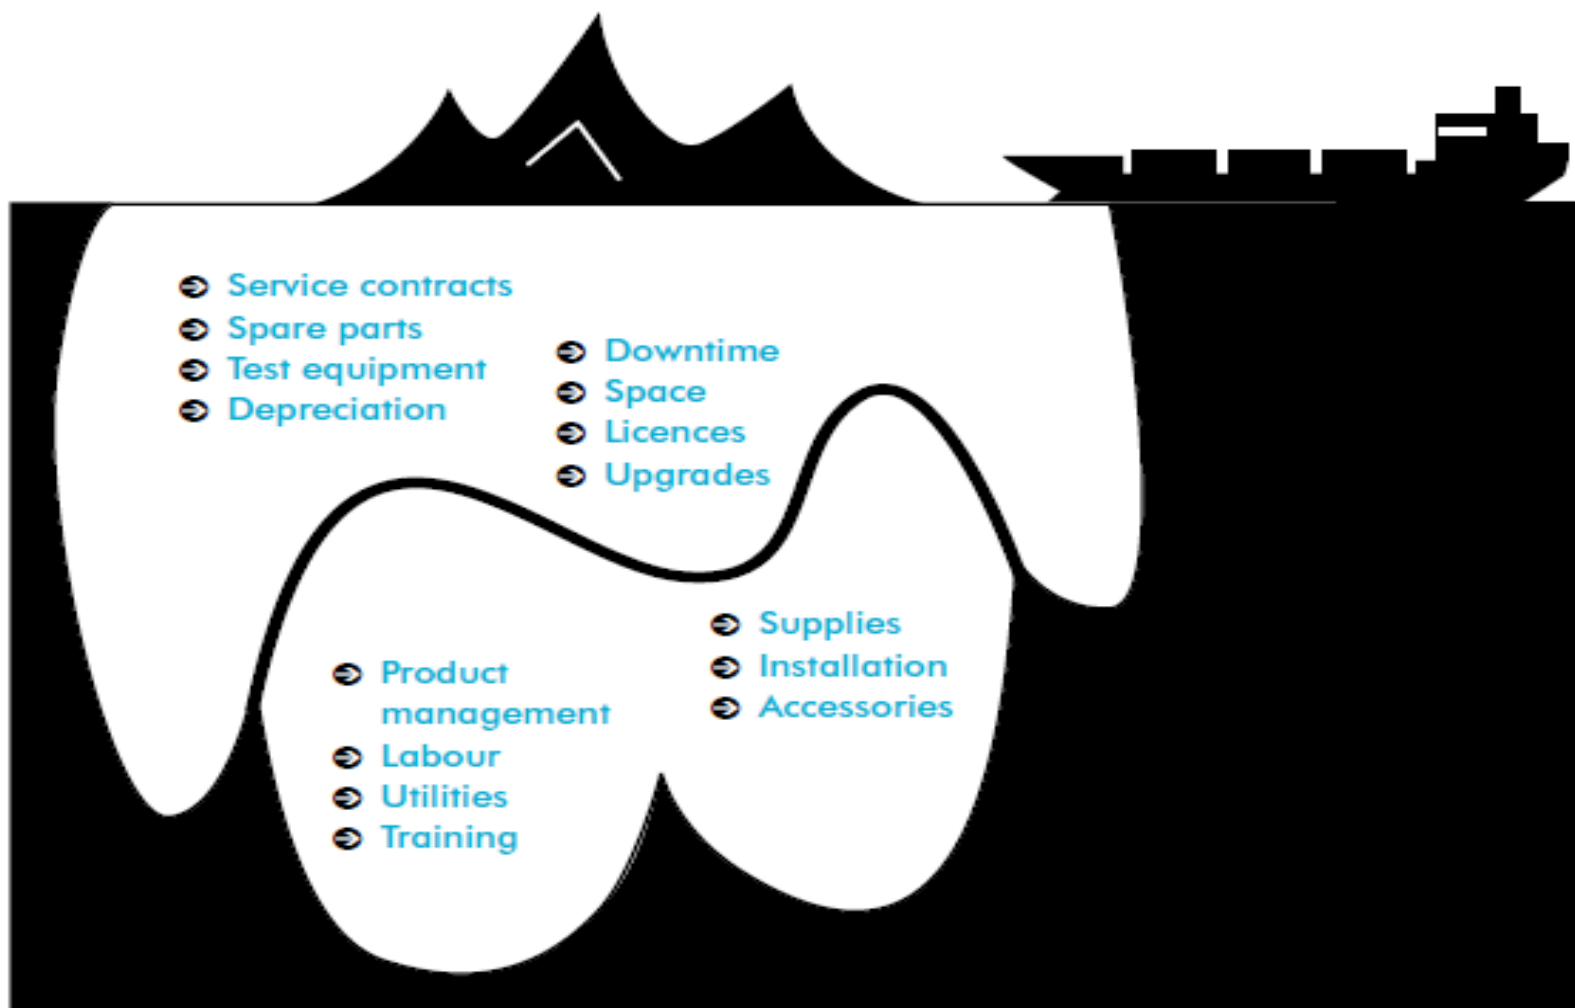 Service contracts
Spare parts
Test equipment
Depreciation
Downtime
Space
Licences
Upgrades
Product
management
Labour
Utilities
Training
Supplies
Installation
Accessories